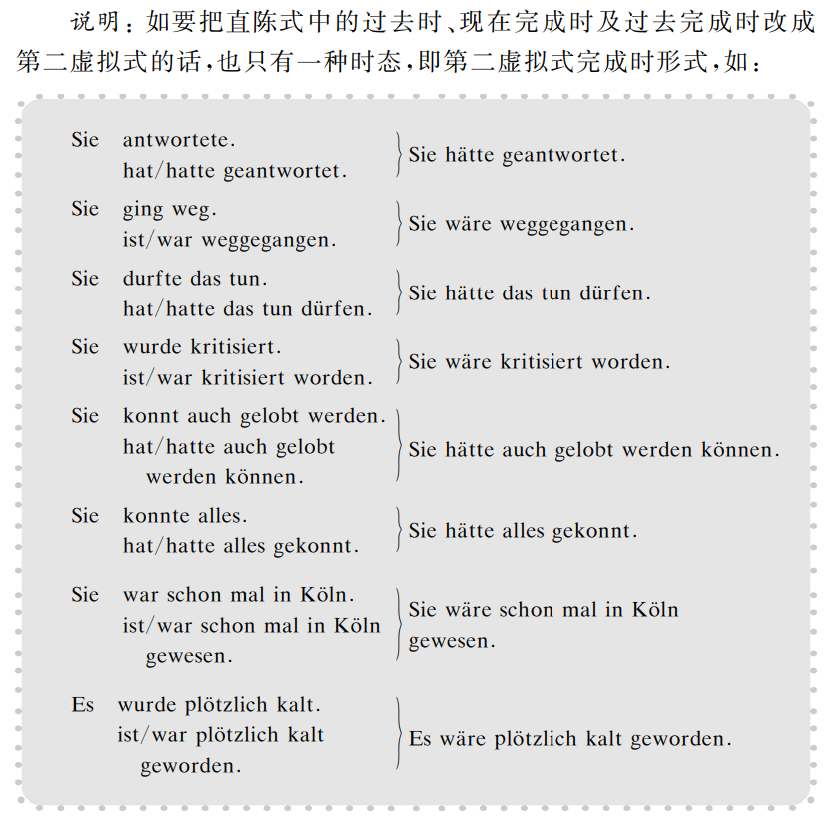 说明：如要把直陈式中的过去时、现在完成时及过去完成时改成
第二虚拟式的话，也只有一种时态，即第二虚拟式完成时形式，如：
Sie antwortete.
hat/hatte geantwortet.
Sie hätte geantwortet.
Sie ging weg.
ist/war weggegangen.
Sie wäre weggegangen.
Sie durfte das tun.
hat/hatte das tun dürfen.
Sie hätte das tun dürfen.
Sie wurde kritisiert.
ist/war kritisiert worden.
Sie wäre kritisiert worden.
Sie konnt auch gelobt werden.
hat/hatte auch gelobt
werden können.
Sie hätte auch gelobt werden können.
Sie konnte alles.
hat/hatte alles gekonnt.
Sie hätte alles gekonnt.
Sie war schon mal in Köln.
ist/war schon mal in Köln
gewesen.
Sie wäre schon mal in Köln
gewesen.
Es wurde plötzlich kalt.
ist/war plötzlich kalt
geworden.
Es wäre plötzlich kalt geworden.